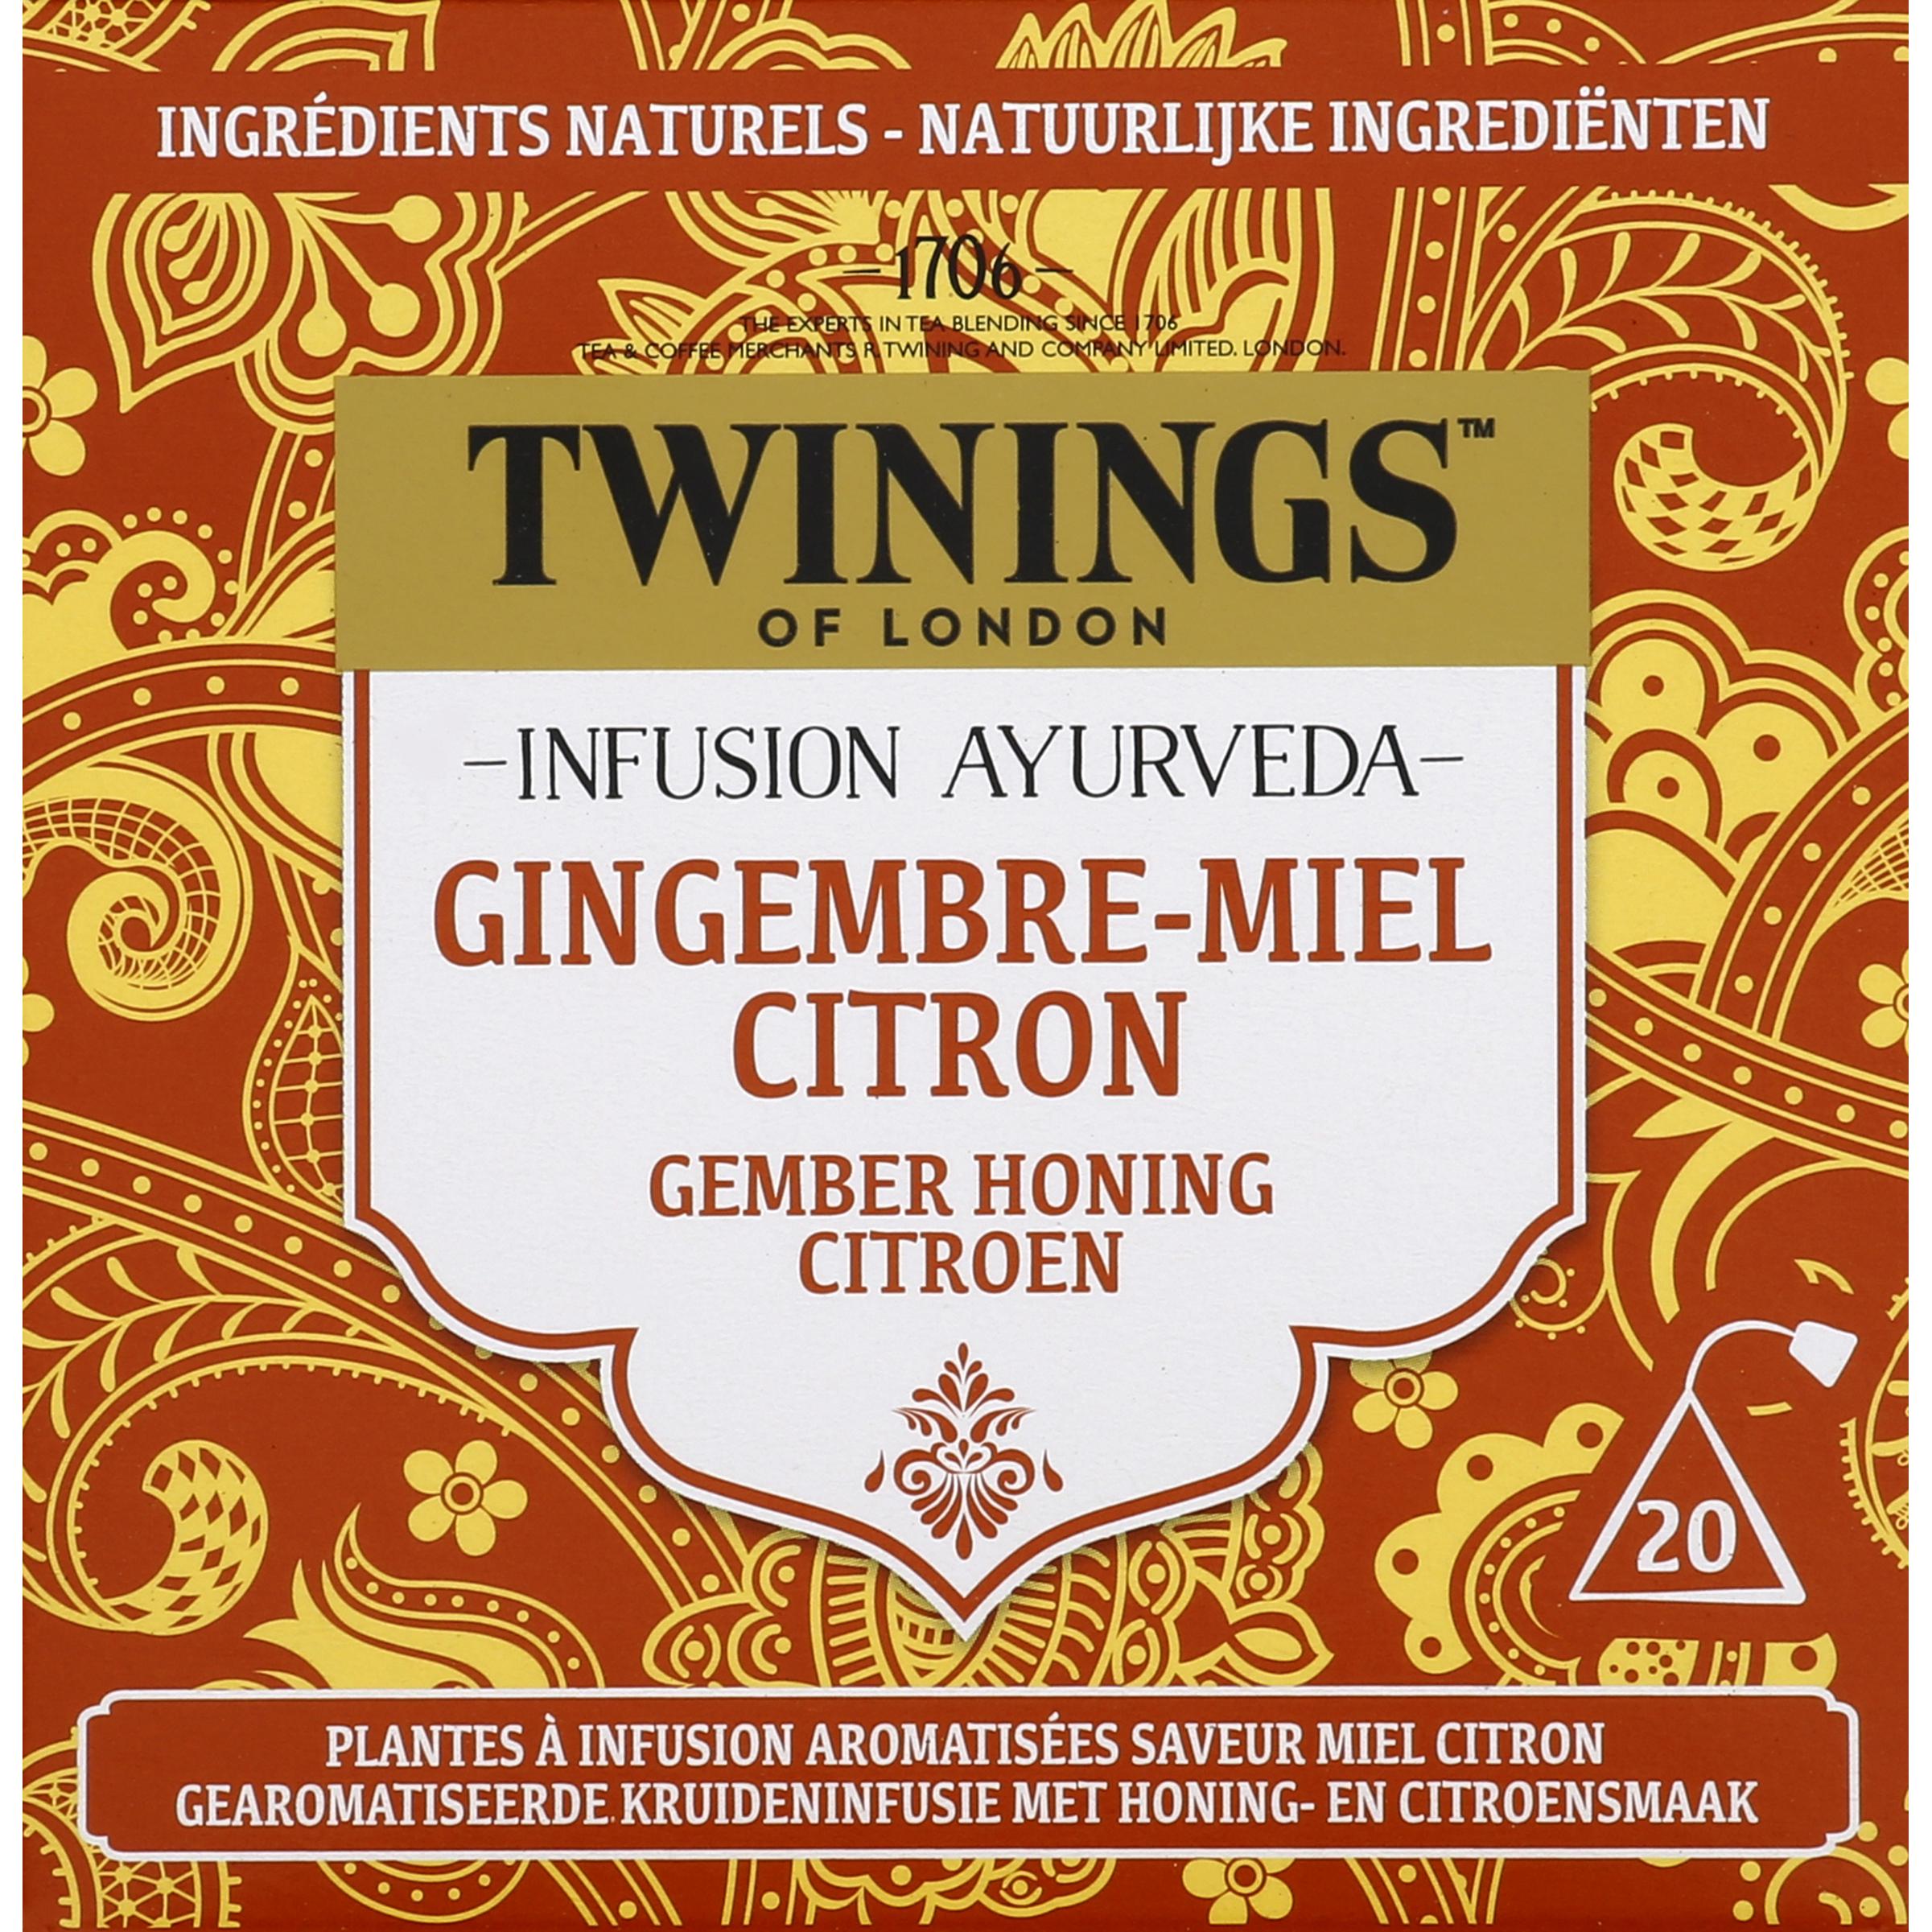 INGRÉDIENTS NATURELS - NATUURLIJKE INGREDIËNTEN
-1706-
THE EXPERTS IN TEA BLENDING SINCE 1706
TEA & COFFEE MERCHANTS R. TWINING AND COMPANY LIMITED. LONDON.
TWININGS™
OF LONDON
-INFUSION AYURVEDA-
GINGEMBRE-MIEL
CITRON
GEMBER HONING
CITROEN
20
PLANTES À INFUSION AROMATISÉES SAVEUR MIEL CITRON
GEAROMATISEERDE KRUIDENINFUSIE MET HONING- EN CITROENSMAAK